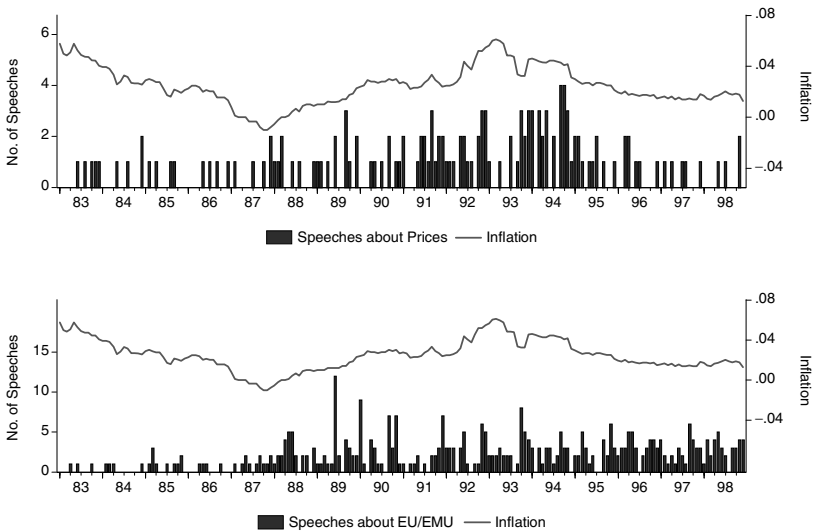 No. of Speeches
6
4
2
0
.08
.04
.00
-.04
Inflation
83 84 85 86 87 88 89 90 91 92 93 94 95 96 97 98
Speeches about Prices Inflation
No. of Speeches
15
10
5
0
.08
.04
.00
-.04
Inflation
83 84 85 86 87 88 89 90 91 92 93 94 95 96 97 98
Speeches about EU/EMU Inflation